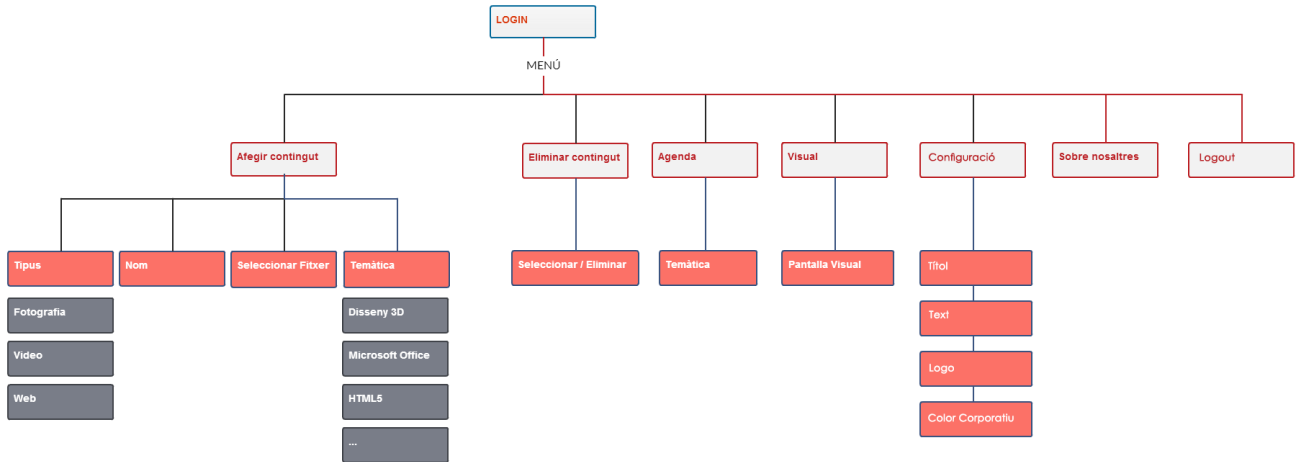 LOGIN
MENÚ
Afegir contingut
Eliminar contingut
Agenda
Visual
Configuració
Sobre nosaltres
Logout
Tipus
Nom
Seleccionar Fitxer
Temàtica
Seleccionar / Eliminar
Temàtica
Pantalla Visual
Títol
Fotografia
Disseny 3D
Text
Video
Microsoft Office
Logo
Web
HTML5
Color Corporatiu
...